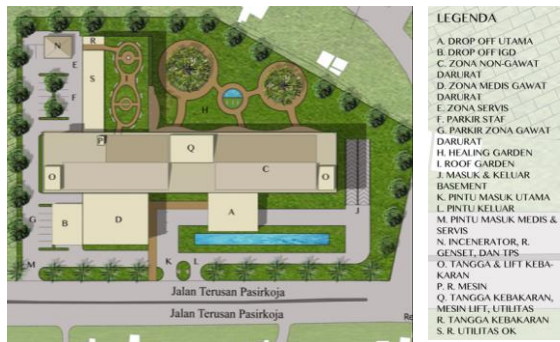 N
R
E
S
I
F
H
P
Q
O
C
O
G
B
D
A
J
M
K
L
Jalan Terusan Pasirkoja
Jalan Terusan Pasirkoja
Re
LEGENDA
A. DROP OFF UTAMA
B. DROP OFF IGD
C. ZONA NON-GAWAT
DARURAT
D. ZONA MEDIS GAWAT
DARURAT
E. ZONA SERVIS
F. PARKIR STAF
G. PARKIR ZONA GAWAT
DARURAT
H. HEALING GARDEN
I. ROOF GARDEN
J. MASUK & KELUAR
BASEMENT
K. PINTU MASUK UTAMA
L. PINTU KELUAR
M. PINTU MASUK MEDIS &
SERVIS
N. INCENERATOR, R.
GENSET, DAN TPS
O. TANGGA & LIFT KEBA-
KARAN
P. R. MESIN
Q. TANGGA KEBAKARAN,
MESIN LIFT, UTILITAS
R. TANGGA KEBAKARAN
S. R. UTILITAS OK